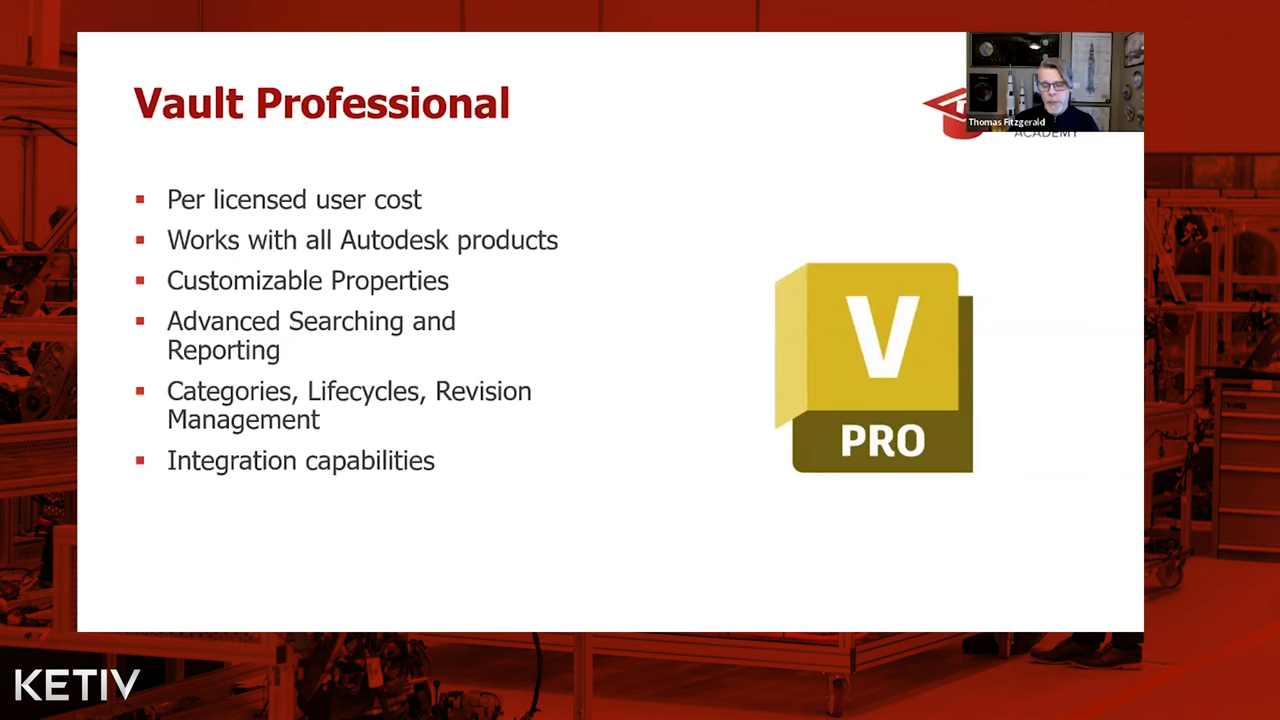 Vault Professional
Thomas Fitzgerald
ACADEMY
Per licensed user cost
Works with all Autodesk products
Customizable Properties
Advanced Searching and
Reporting
Categories, Lifecycles, Revision
Management
Integration capabilities
V
PRO
KETIV